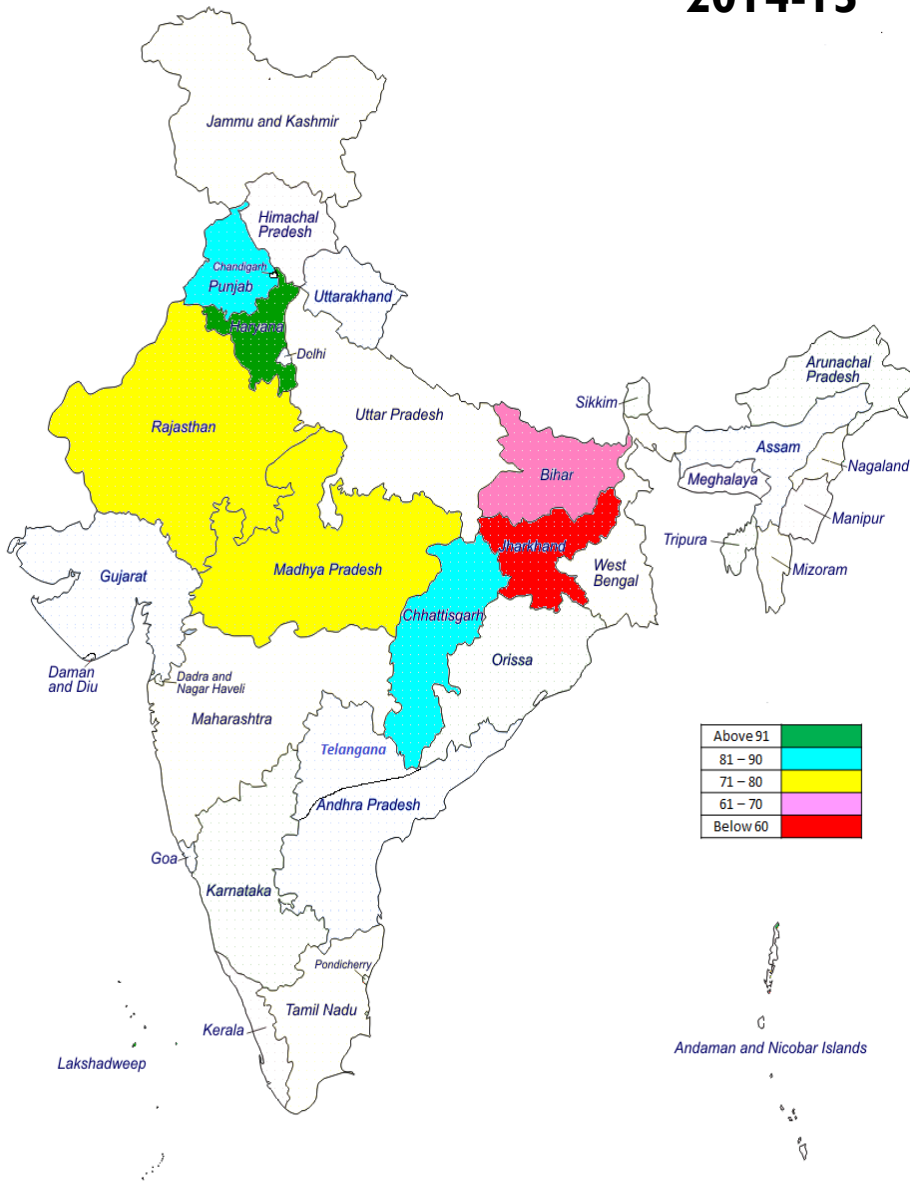 2014-15
Jammu and Kashmir
Himachal
Pradesh
Chandigarh
Punjab
Uttarakhand
Haryana
Dolhi
Arunachal
Pradesh
Sikkim
Rajasthan
Uttar Pradesh
Assam
Nagaland
Bihar
Meghalaya
Manipur
Tripura
Jharkhand
Mizoram
West
Bengal
Gujarat
Madhya Pradesh
Chhattisgarh
Orissa
Daman
and Diu
Dadra and
Nagar Haveli
Maharashtra
Telangana
Andhra Pradesh
Above 91
81 – 90
71 – 80
61 – 70
Below 60
Goa
Karnataka
Pondicherry
Tamil Nadu
Kerala
Lakshadweep
Andaman and Nicobar Islands